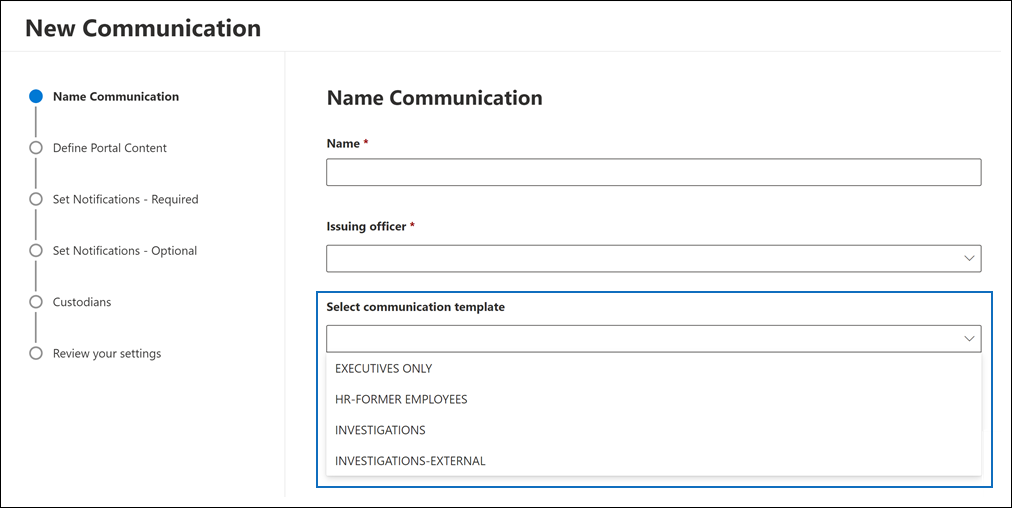 New Communication
Name Communication
Define Portal Content
Set Notifications - Required
Set Notifications - Optional
Custodians
Review your settings
Name Communication
Name *
Issuing officer *
Select communication template
EXECUTIVES ONLY
HR-FORMER EMPLOYEES
INVESTIGATIONS
INVESTIGATIONS-EXTERNAL